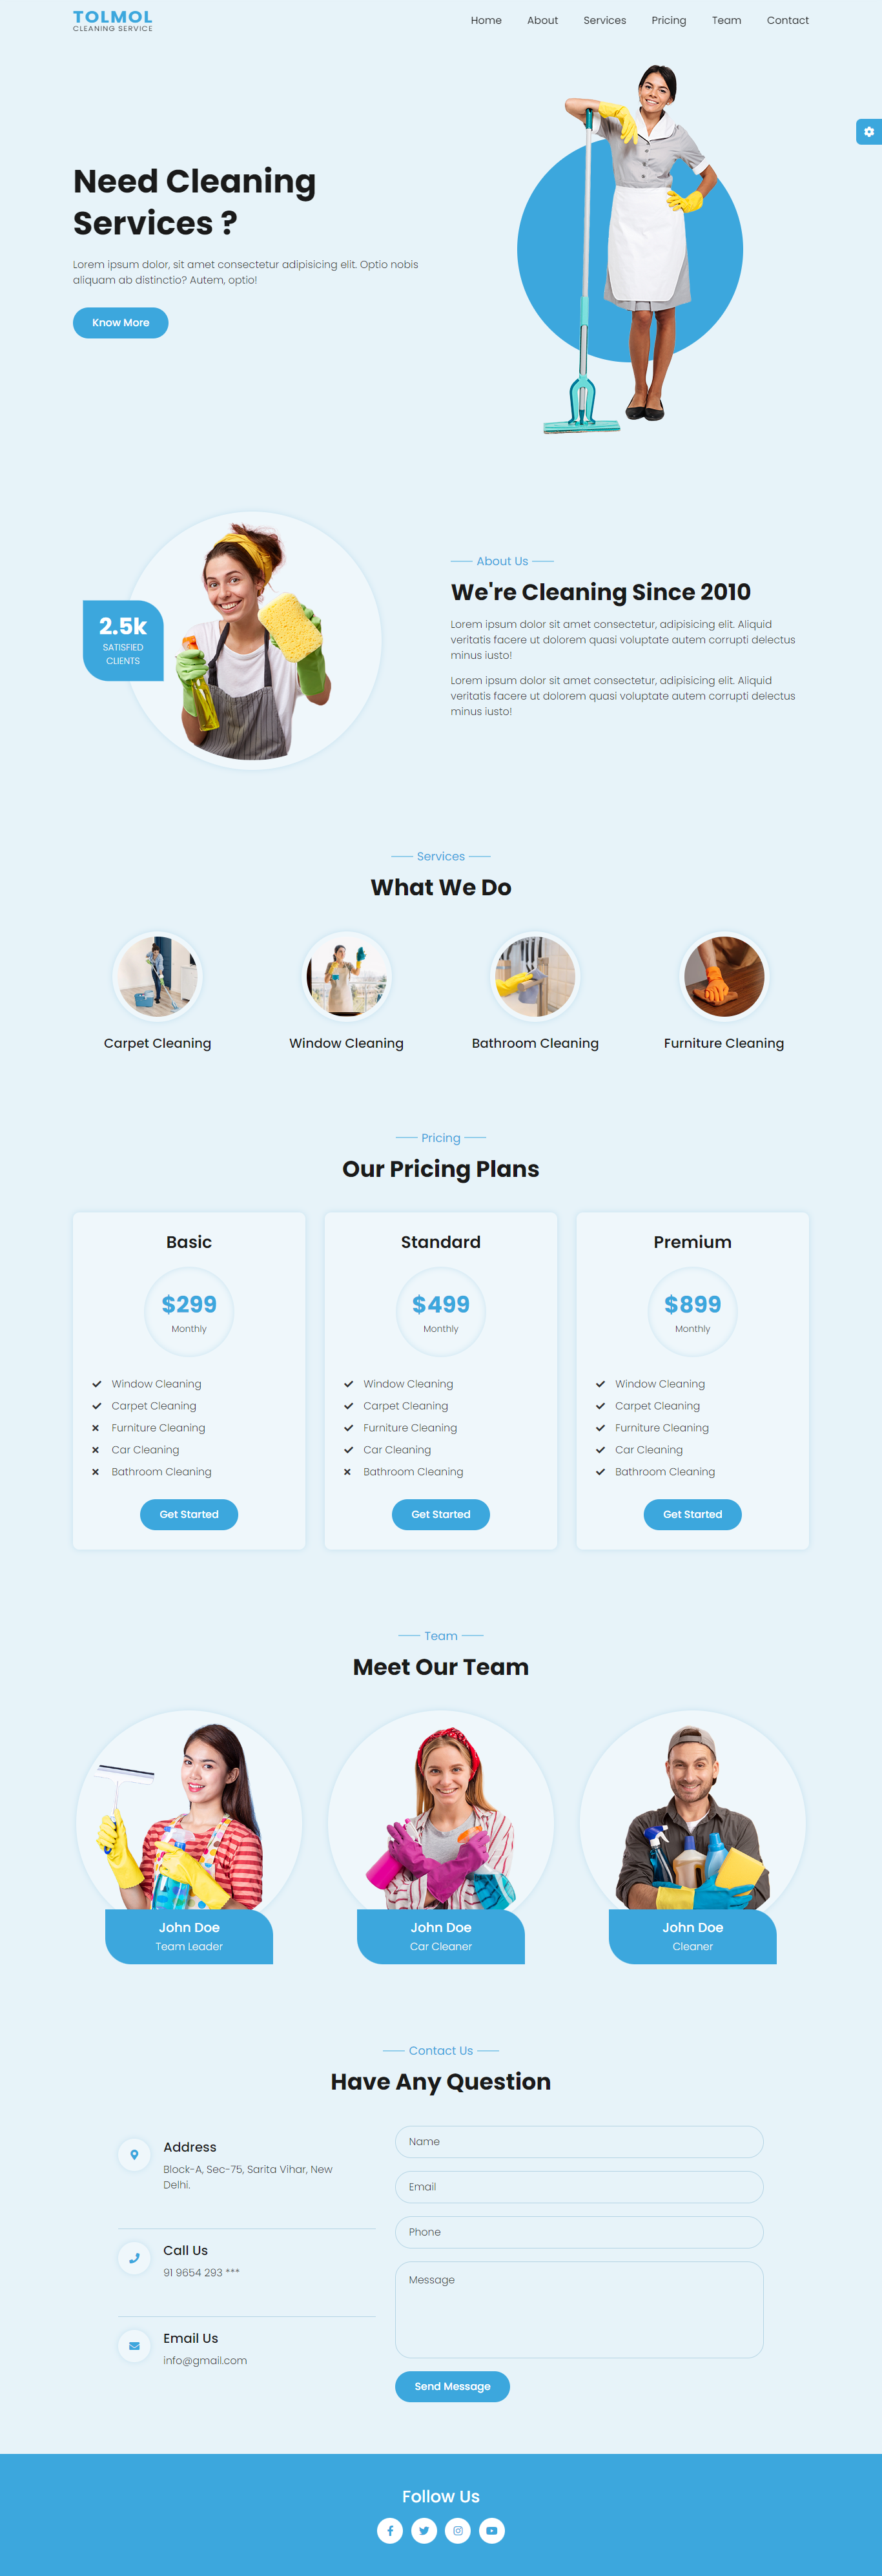 TOLMOL
CLEANING SERVICE
Home About Services Pricing Team Contact
Need Cleaning
Services ?
Lorem ipsum dolor, sit amet consectetur adipisicing elit. Optio nobis
aliquam ab distinctio? Autem, optio!
Know More
2.5k
SATISFIED
CLIENTS
About Us
We're Cleaning Since 2010
Lorem ipsum dolor sit amet consectetur, adipisicing elit. Aliquid
veritatis facere ut dolorem quasi voluptate autem corrupti delectus
minus iusto!
Lorem ipsum dolor sit amet consectetur, adipisicing elit. Aliquid
veritatis facere ut dolorem quasi voluptate autem corrupti delectus
minus iusto!
Services
What We Do
Carpet Cleaning
Window Cleaning
Bathroom Cleaning
Furniture Cleaning
Pricing
Our Pricing Plans
Basic
$299
Monthly
Window Cleaning
Carpet Cleaning
Furniture Cleaning
Car Cleaning
Bathroom Cleaning
Get Started
Standard
$499
Monthly
Window Cleaning
Carpet Cleaning
Furniture Cleaning
Car Cleaning
Bathroom Cleaning
Get Started
Premium
$899
Monthly
Window Cleaning
Carpet Cleaning
Furniture Cleaning
Car Cleaning
Bathroom Cleaning
Get Started
Team
Meet Our Team
John Doe
Team Leader
John Doe
Car Cleaner
John Doe
Cleaner
Contact Us
Have Any Question
Address
Block-A, Sec-75, Sarita Vihar, New
Delhi.
Call Us
91 9654 293 ***
Email Us
info@gmail.com
Name
Email
Phone
Message
Send Message
Follow Us